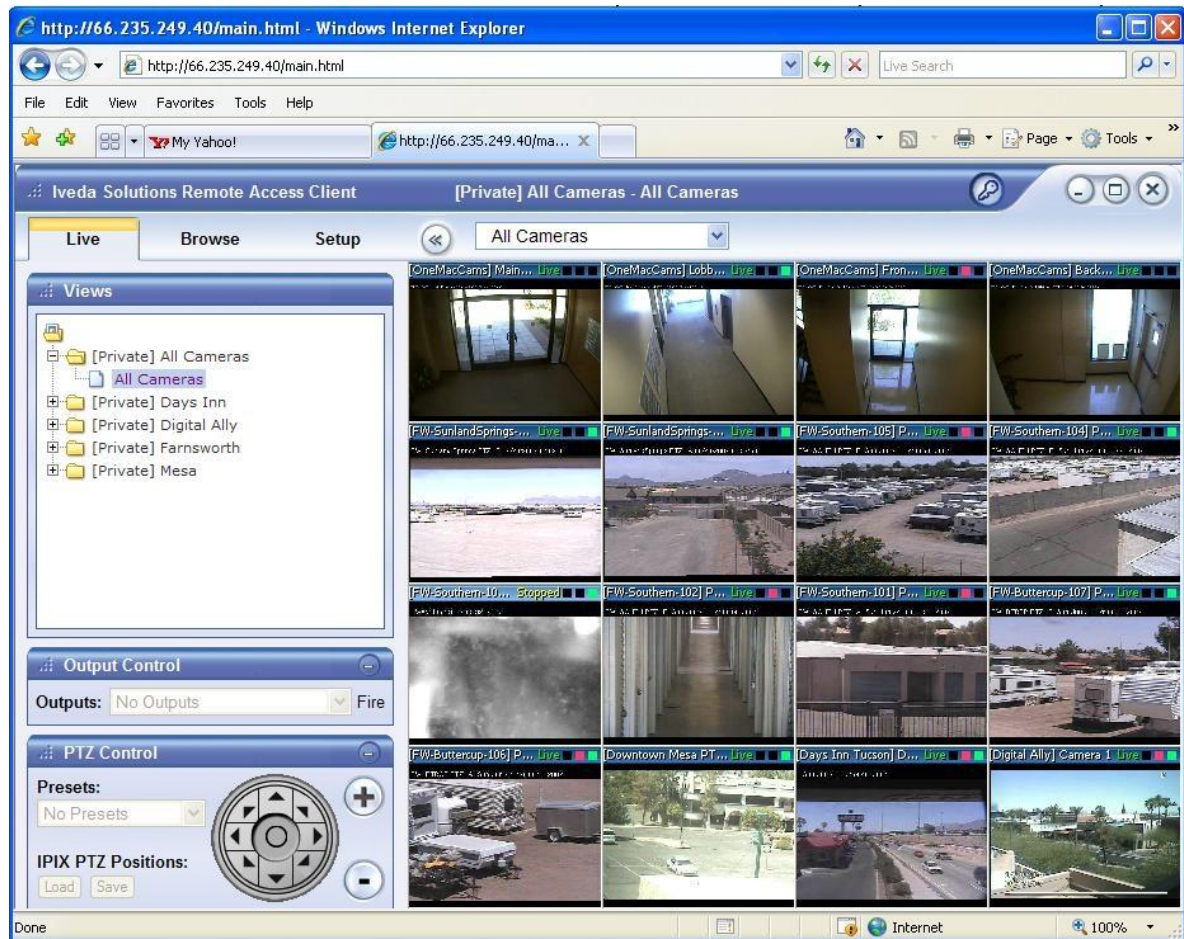 http://66.235.249.40/main.html - Windows Internet Explorer
http://66.235.249.40/main.html
Live Search
File Edit View Favorites Tools Help
My Yahoo!
http://66.235.249.40/ma...
Page
Tools
Iveda Solutions Remote Access Client
[Private] All Cameras - All Cameras
Live
Browse
Setup
All Cameras
Views
[Private] All Cameras
All Cameras
[Private] Days Inn
[Private] Digital Ally
[Private] Farnsworth
[Private] Mesa
Output Control
Outputs: No Outputs Fire
PTZ Control
Presets:
No Presets
IPIX PTZ Positions:
Load Save
[OneMacCams] Main... Live
[OneMacCams] Lobb... Live
[OneMacCams] Fron... Live
[OneMacCams] Back... Live
[FW-SunlandSprings-... Live
[FW-SunlandSprings-... Live
[FW-Southern-105] P... Live
[FW-Southern-104] P... Live
[FW-Southern-10... Stopped
[FW-Southern-102] P... Live
[FW-Southern-101] P... Live
[FW-Buttercup-107] P... Live
[FW-Buttercup-106] P... Live
[Downtown Mesa PT... Live
[Days Inn Tucson] D... Live
[Digital Ally] Camera 1 Live
Done
Internet
100%